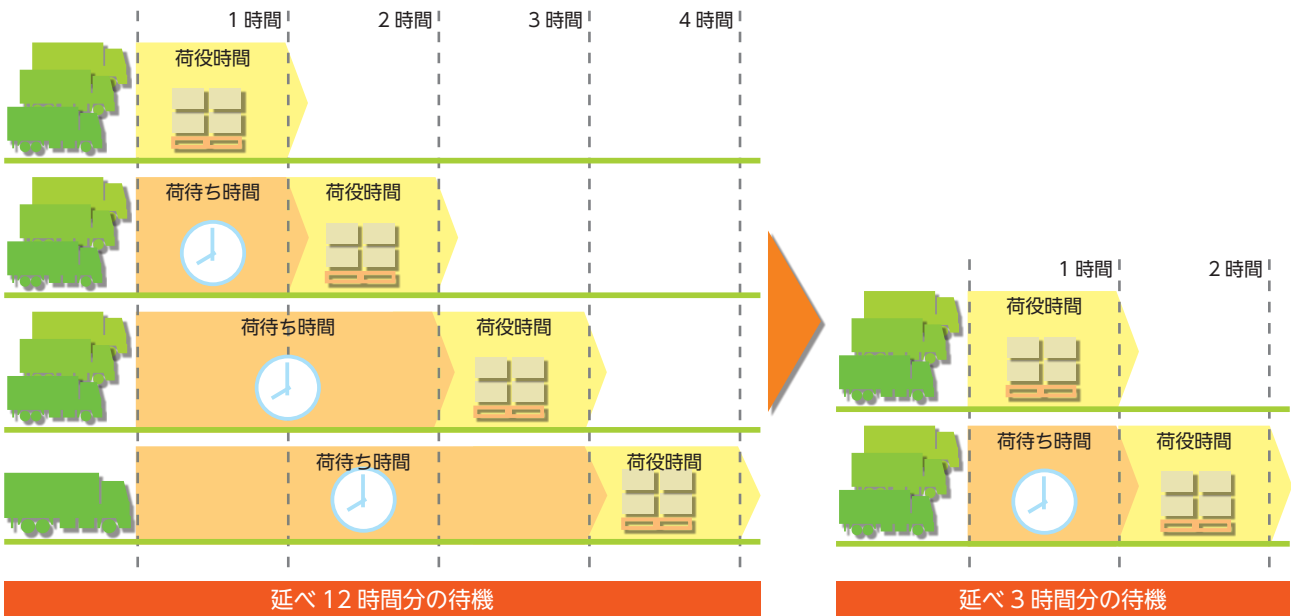 1 時間
2 時間
3 時間
4 時間
荷役時間
荷待ち時間
荷役時間
荷待ち時間
荷役時間
荷待ち時間
荷役時間
延べ 12 時間分の待機
1 時間
2 時間
荷役時間
荷待ち時間
荷役時間
延べ 3 時間分の待機